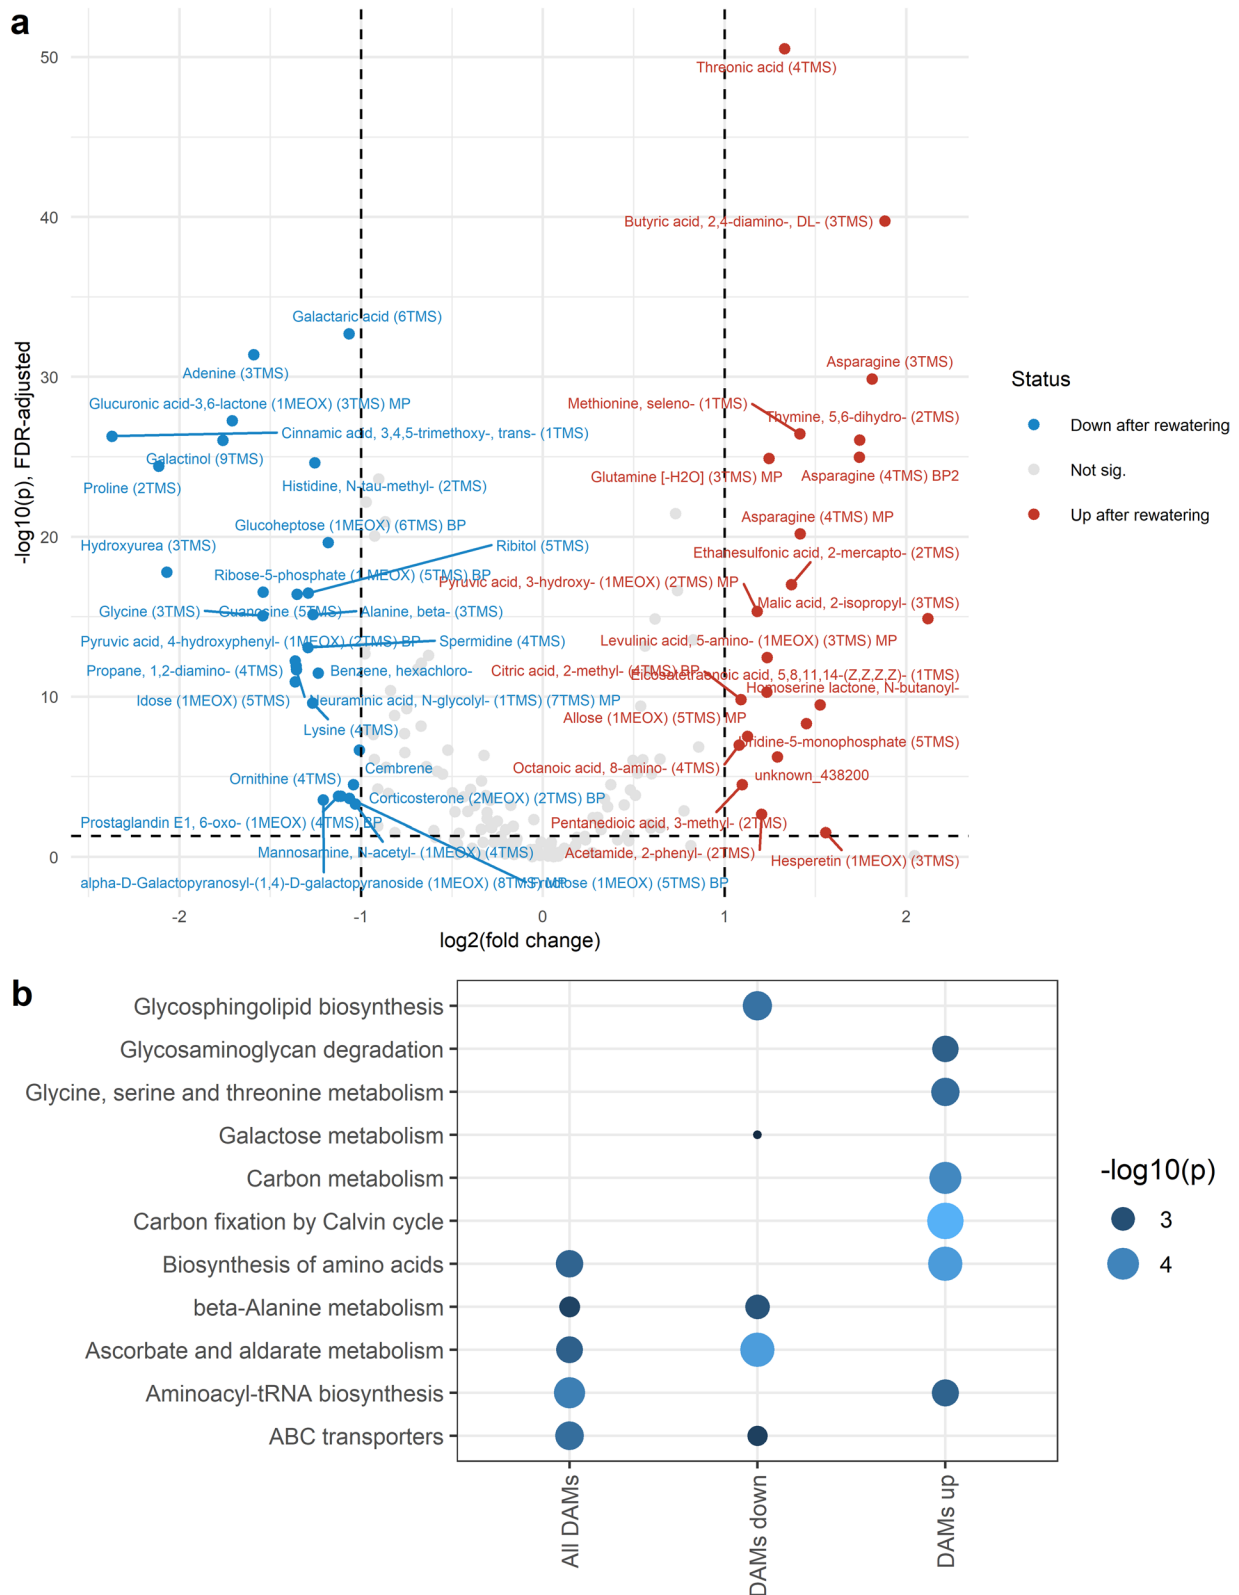 a
50
Threonic acid (4TMS)
40
Butyric acid, 2,4-diamino-, DL- (3TMS)
Galactaric acid (6TMS)
Adenine (3TMS)
Asparagine (3TMS)
30
Status
Glucuronic acid-3,6-lactone (1MEOX) (3TMS) MP
Methionine, seleno- (1TMS)
Thymine, 5,6-dihydro- (2TMS)
Down after rewatering
Cinnamic acid, 3,4,5-trimethoxy-, trans- (1TMS)
Galactinol (9TMS)
Not sig.
Proline (2TMS)
Histidine, N-tau-methyl- (2TMS)
Glutamine [-H2O] (3TMS) MP
Asparagine (4TMS) BP2
Up after rewatering
Asparagine (4TMS) MP
Glucoheptose (1MEOX) (6TMS) BP
20
Hydroxyurea (3TMS)
Ribitol (5TMS)
Ethanesulfonic acid, 2-mercapto- (2TMS)
Ribose-5-phosphate (1MEOX) (5TMS) BP
Pyruvic acid, 3-hydroxy- (1MEOX) (2TMS) MP
Malic acid, 2-isopropyl- (3TMS)
Glycine (3TMS)
Guanosine (5TMS)
Alanine, beta- (3TMS)
Pyruvic acid, 4-hydroxyphenyl- (1MEOX) (2TMS) BP
Spermidine (4TMS)
Levulinic acid, 5-amino- (1MEOX) (3TMS) MP
Propane, 1,2-diamino- (4TMS)
Benzene, hexachloro-
Citric acid, 2-methyl- (4TMS) BP
Eicosatetraenoic acid, 5,8,11,14-(Z,Z,Z,Z)- (1TMS)
Homoserine lactone, N-butanoyl-
10
Idose (1MEOX) (5TMS)
Neuraminic acid, N-glycolyl- (1TMS) (7TMS) MP
Allose (1MEOX) (5TMS) MP
Lysine (4TMS)
Uridine-5-monophosphate (5TMS)
Cembrene
Octanoic acid, 8-amino- (4TMS)
unknown_438200
Ornithine (4TMS)
Corticosterone (2MEOX) (2TMS) BP
Prostaglandin E1, 6-oxo- (1MEOX) (4TMS) BP
Pentanedioic acid, 3-methyl- (2TMS)
Mannosamine, N-acetyl- (1MEOX) (4TMS)
Acetamide, 2-phenyl- (2TMS)
Hesperetin (1MEOX) (3TMS)
0
alpha-D-Galactopyranosyl-(1,4)-D-galactopyranoside (1MEOX) (8TMS) MP
Fructose (1MEOX) (5TMS) BP
-log10(p), FDR-adjusted
-2
-1
0
1
2
log2(fold change)
b
Glycosphingolipid biosynthesis
Glycosaminoglycan degradation
Glycine, serine and threonine metabolism
Galactose metabolism
Carbon metabolism
Carbon fixation by Calvin cycle
Biosynthesis of amino acids
beta-Alanine metabolism
Ascorbate and aldarate metabolism
Aminoacyl-tRNA biosynthesis
ABC transporters
-log10(p)
3
4
All DAMs
DAMs down
DAMs up